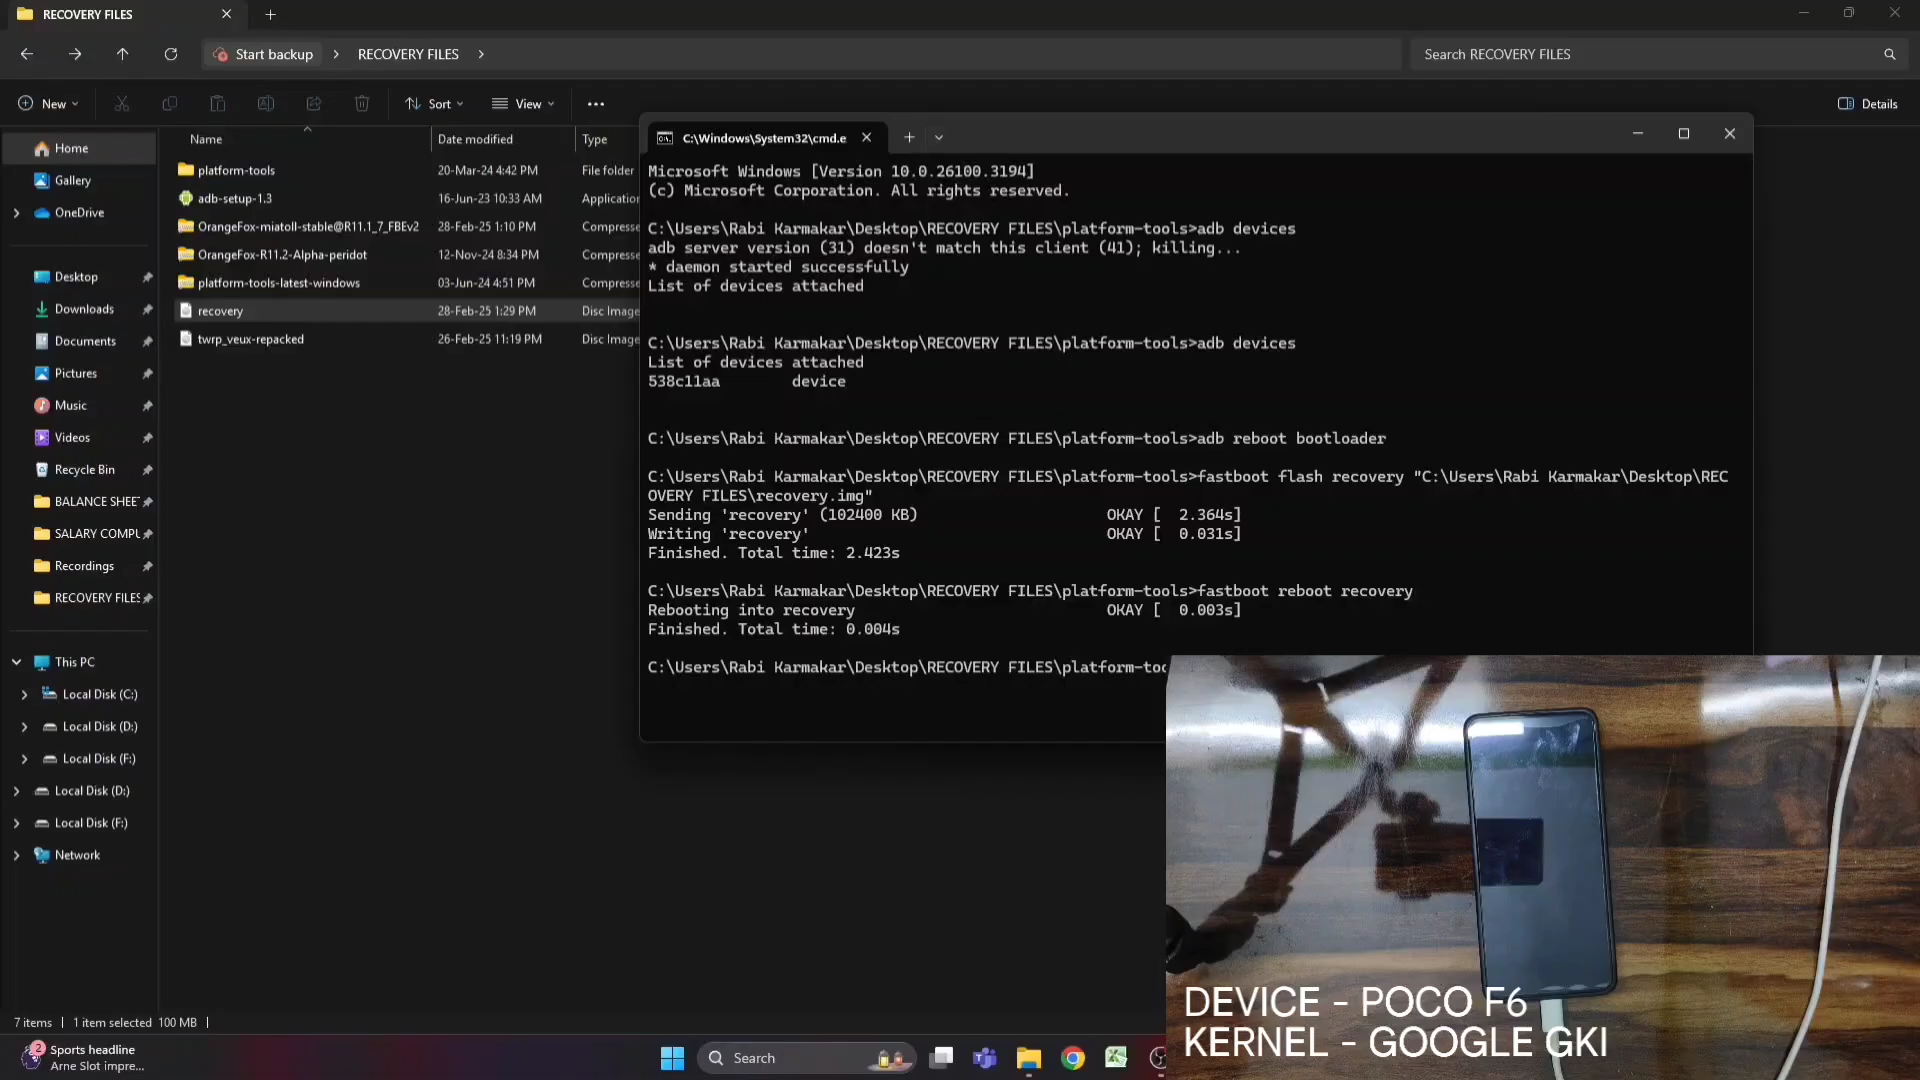 RECOVERY FILES
Start backup
RECOVERY FILES
Search RECOVERY FILES
New
Sort
View
Details
Name
Date modified
Type
platform-tools
20-Mar-24 4:42 PM
File folder
adb-setup-1.3
16-Jun-23 10:33 AM
Application
OrangeFox-miatoll-stable@R11.1_7_FBEv2
28-Feb-25 1:10 PM
Compresse
OrangeFox-R11.2-Alpha-peridot
12-Nov-24 8:34 PM
Compresse
platform-tools-latest-windows
03-Jun-24 4:51 PM
Compresse
recovery
28-Feb-25 1:29 PM
Disc Image
twrp_veux-repacked
26-Feb-25 11:19 PM
Disc Image
Home
Gallery
OneDrive
Desktop
Downloads
Documents
Pictures
Music
Videos
Recycle Bin
BALANCE SHEE
SALARY COMPU
Recordings
RECOVERY FILES
This PC
Local Disk (C:)
Local Disk (D:)
Local Disk (F:)
Local Disk (D:)
Local Disk (F:)
Network
C:\Windows\System32\cmd.e
Microsoft Windows [Version 10.0.26100.3194]
(c) Microsoft Corporation. All rights reserved.
C:\Users\Rabi Karmakar\Desktop\RECOVERY FILES\platform-tools>adb devices
adb server version (31) doesn't match this client (41); killing...
* daemon started successfully
List of devices attached
C:\Users\Rabi Karmakar\Desktop\RECOVERY FILES\platform-tools>adb devices
List of devices attached
538c11aa device
C:\Users\Rabi Karmakar\Desktop\RECOVERY FILES\platform-tools>adb reboot bootloader
C:\Users\Rabi Karmakar\Desktop\RECOVERY FILES\platform-tools>fastboot flash recovery "C:\Users\Rabi Karmakar\Desktop\REC
OVERY FILES\recovery.img"
Sending 'recovery' (102400 KB) OKAY [ 2.364s]
Writing 'recovery' OKAY [ 0.031s]
Finished. Total time: 2.423s
C:\Users\Rabi Karmakar\Desktop\RECOVERY FILES\platform-tools>fastboot reboot recovery
Rebooting into recovery OKAY [ 0.003s]
Finished. Total time: 0.004s
C:\Users\Rabi Karmakar\Desktop\RECOVERY FILES\platform-too
DEVICE - POCO F6
KERNEL - GOOGLE GKI
7 items
1 item selected 100 MB
2
Sports headline
Arne Slot impre...
Search